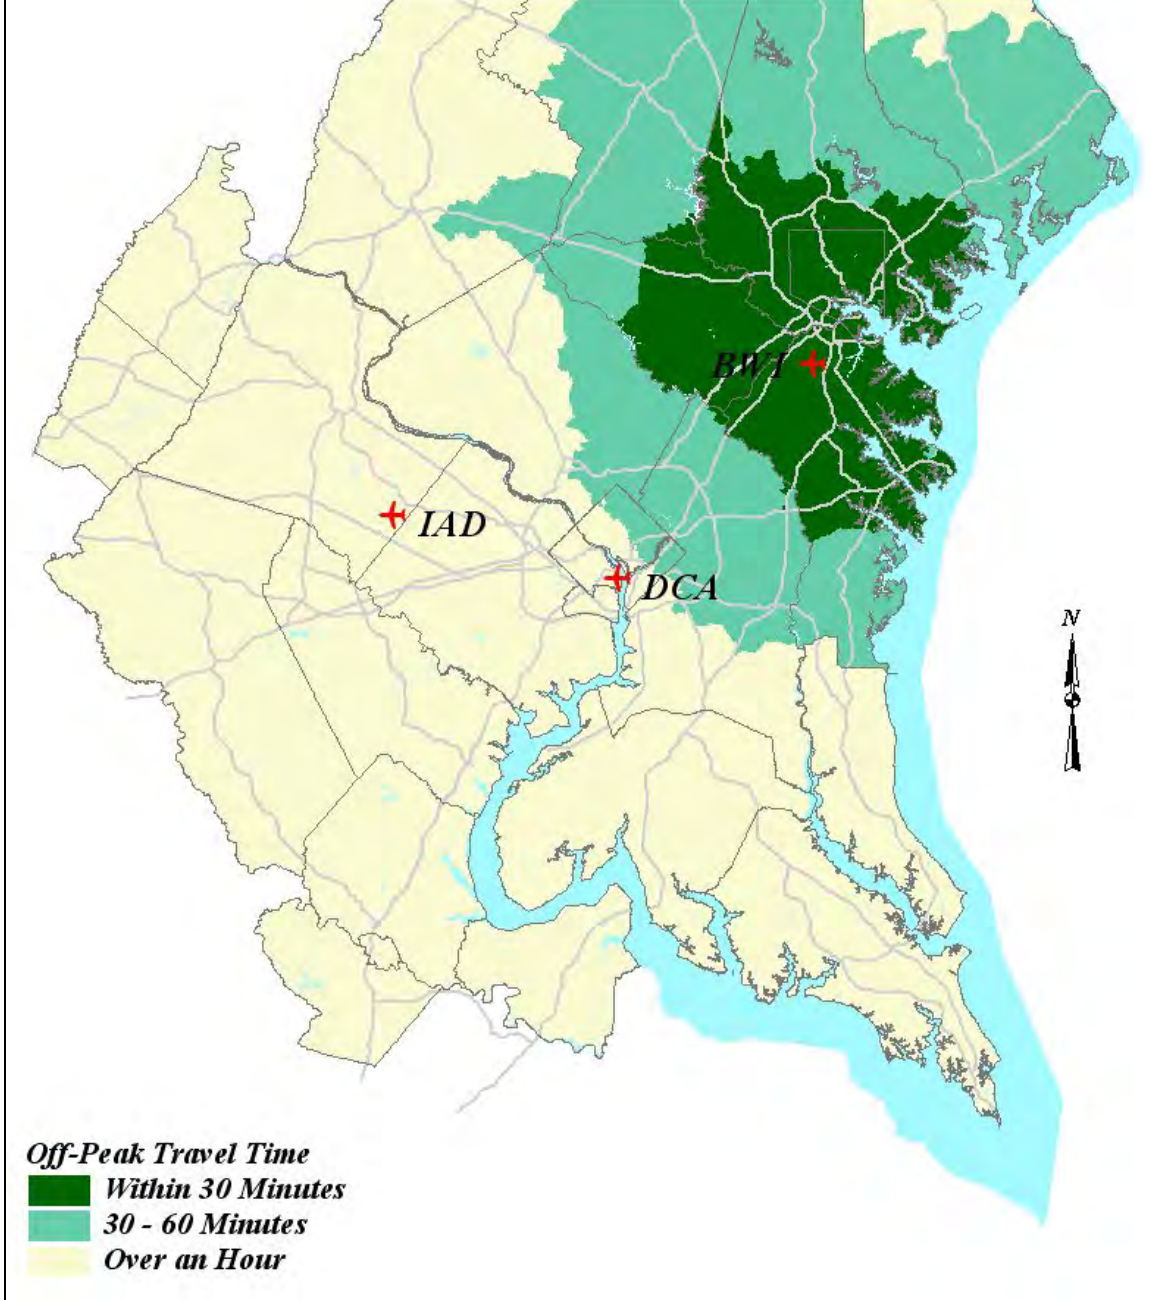 BWI
IAD
DCA
N
Off-Peak Travel Time
Within 30 Minutes
30 - 60 Minutes
Over an Hour